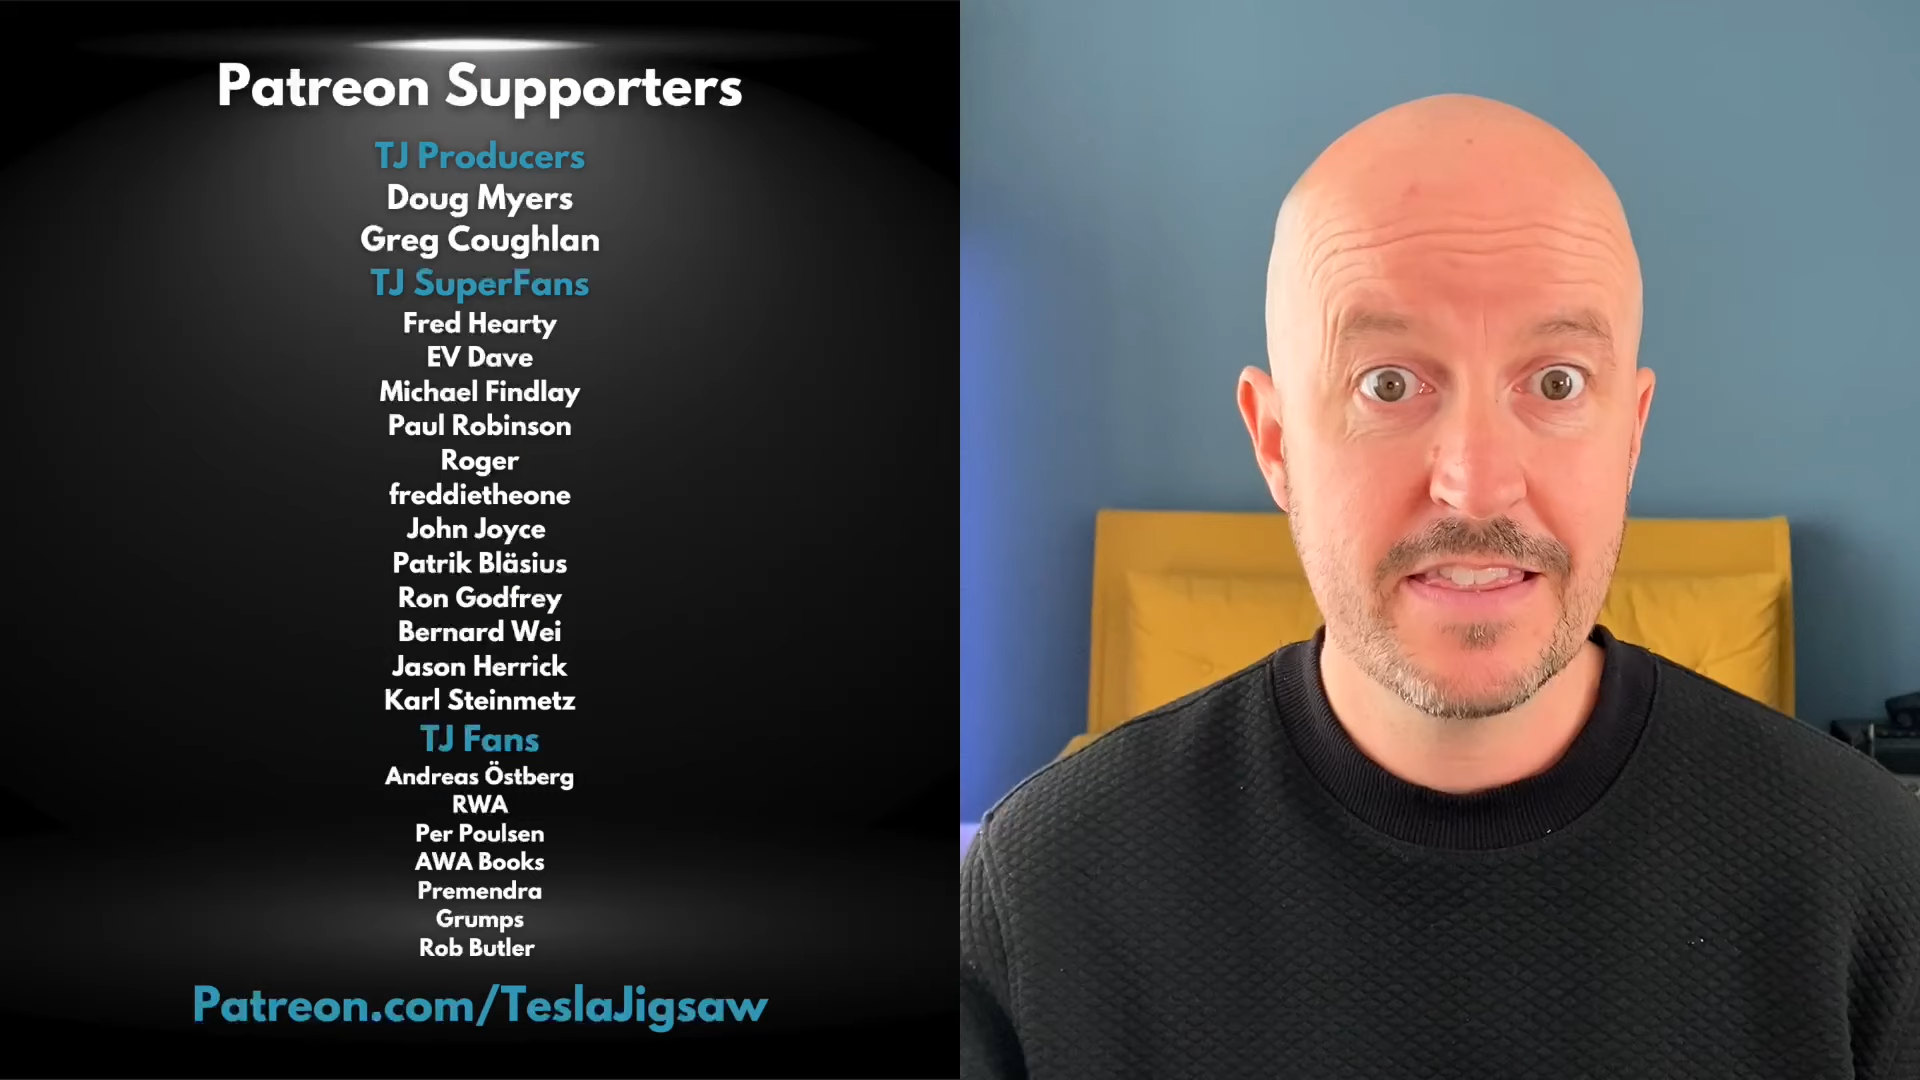 Patreon Supporters
TJ Producers
Doug Myers
Greg Coughlan
TJ SuperFans
Fred Hearty
EV Dave
Michael Findlay
Paul Robinson
Roger
freddietheone
John Joyce
Patrik Bläsius
Ron Godfrey
Bernard Wei
Jason Herrick
Karl Steinmetz
TJ Fans
Andreas Östberg
RWA
Per Poulsen
AWA Books
Premendra
Grumps
Rob Butler
Patreon.com/TeslaJigsaw